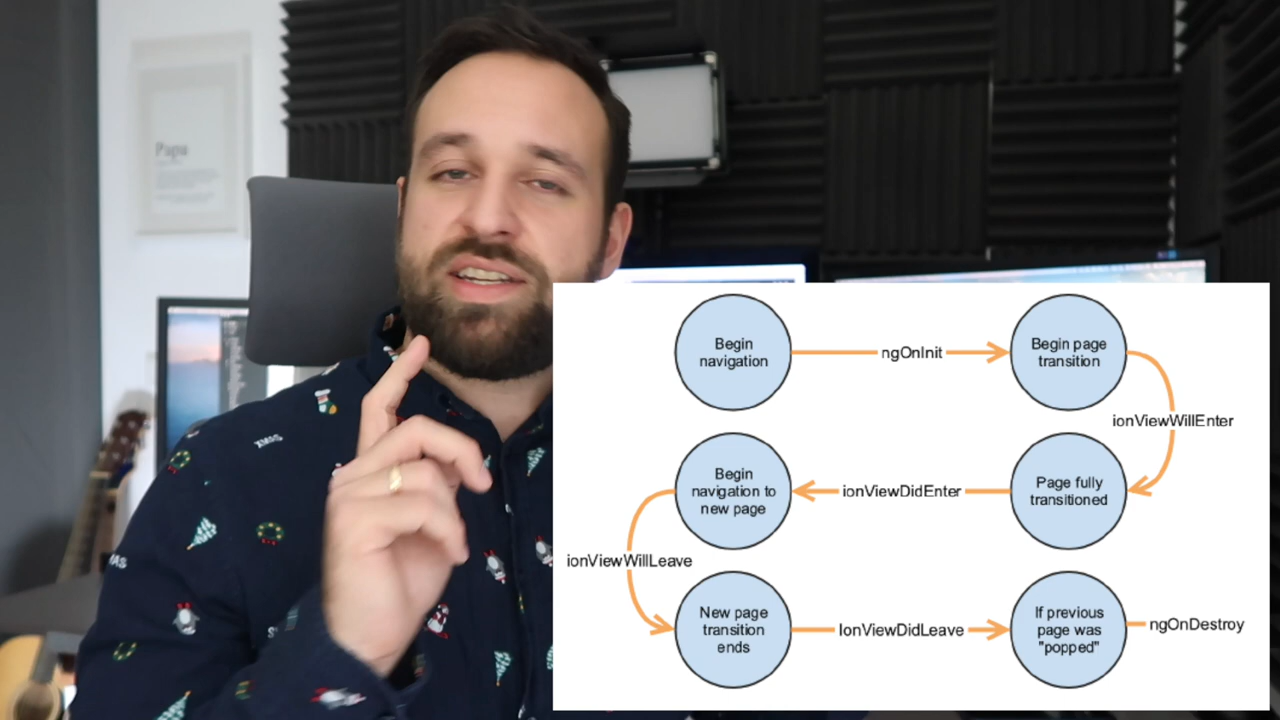 Papa
XMAS
Begin
navigation
ngOnInit
Begin page
transition
ionViewWillEnter
Begin
navigation to
new page
ionViewDidEnter
Page fully
transitioned
ionViewWillLeave
New page
transition
ends
IonViewDidLeave
If previous
page was
"popped"
ngOnDestroy